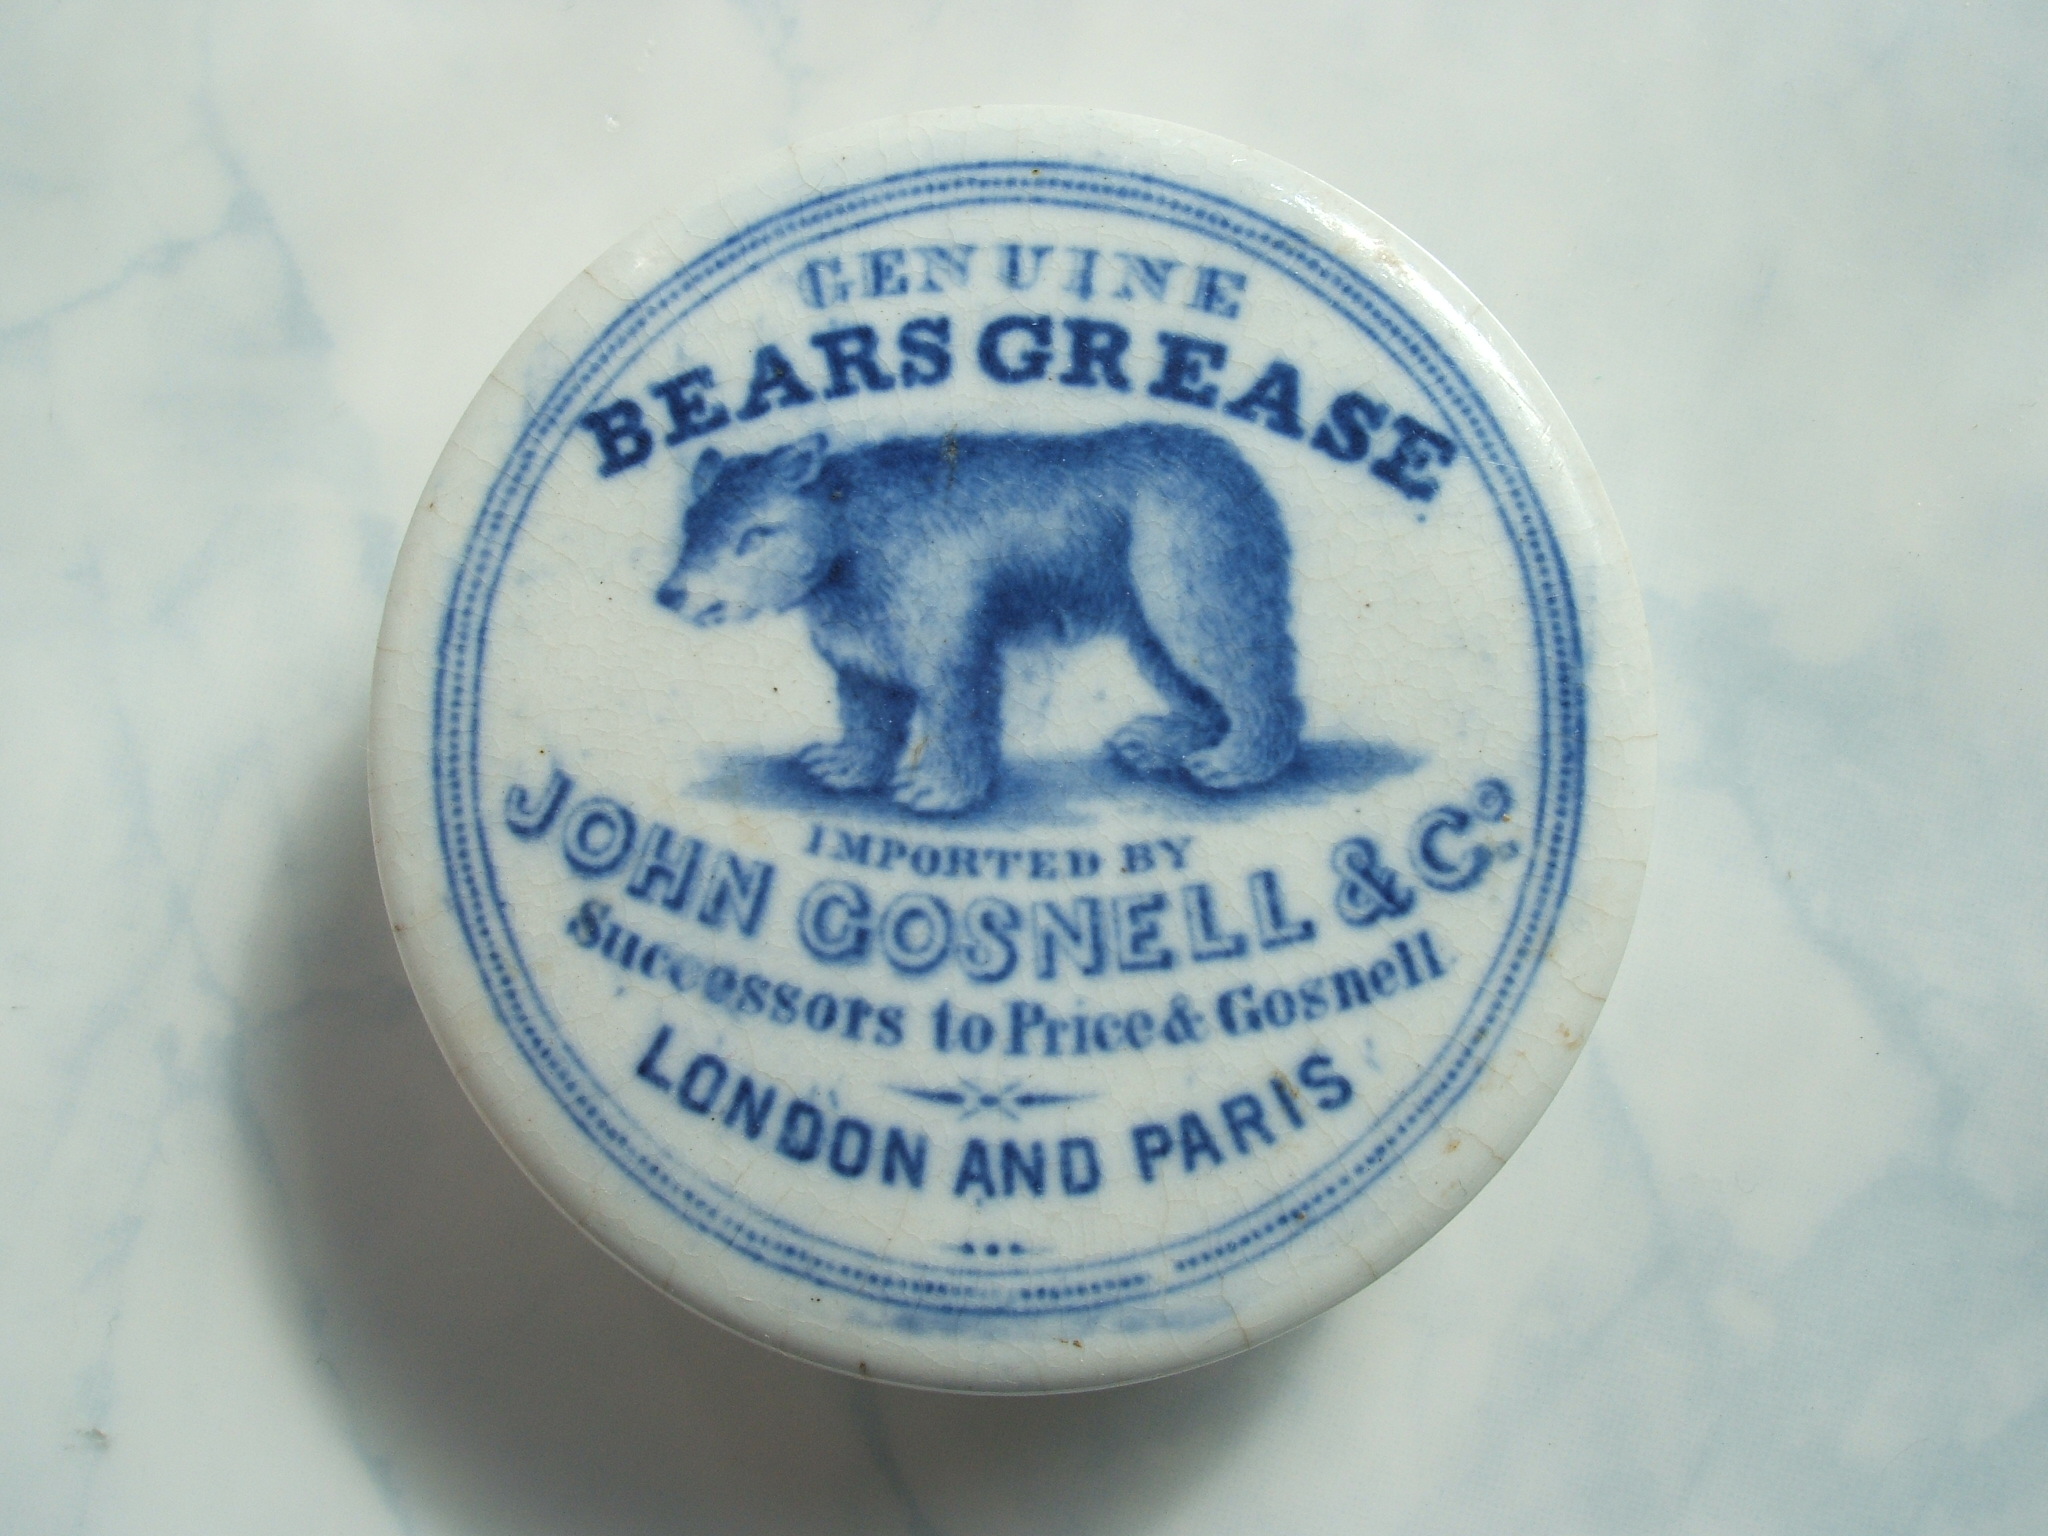 GENUINE
BEARS GREASE
IMPORTED BY
JOHN GOSNELL & Cº.
Successors to Price & Gosnell
LONDON AND PARIS